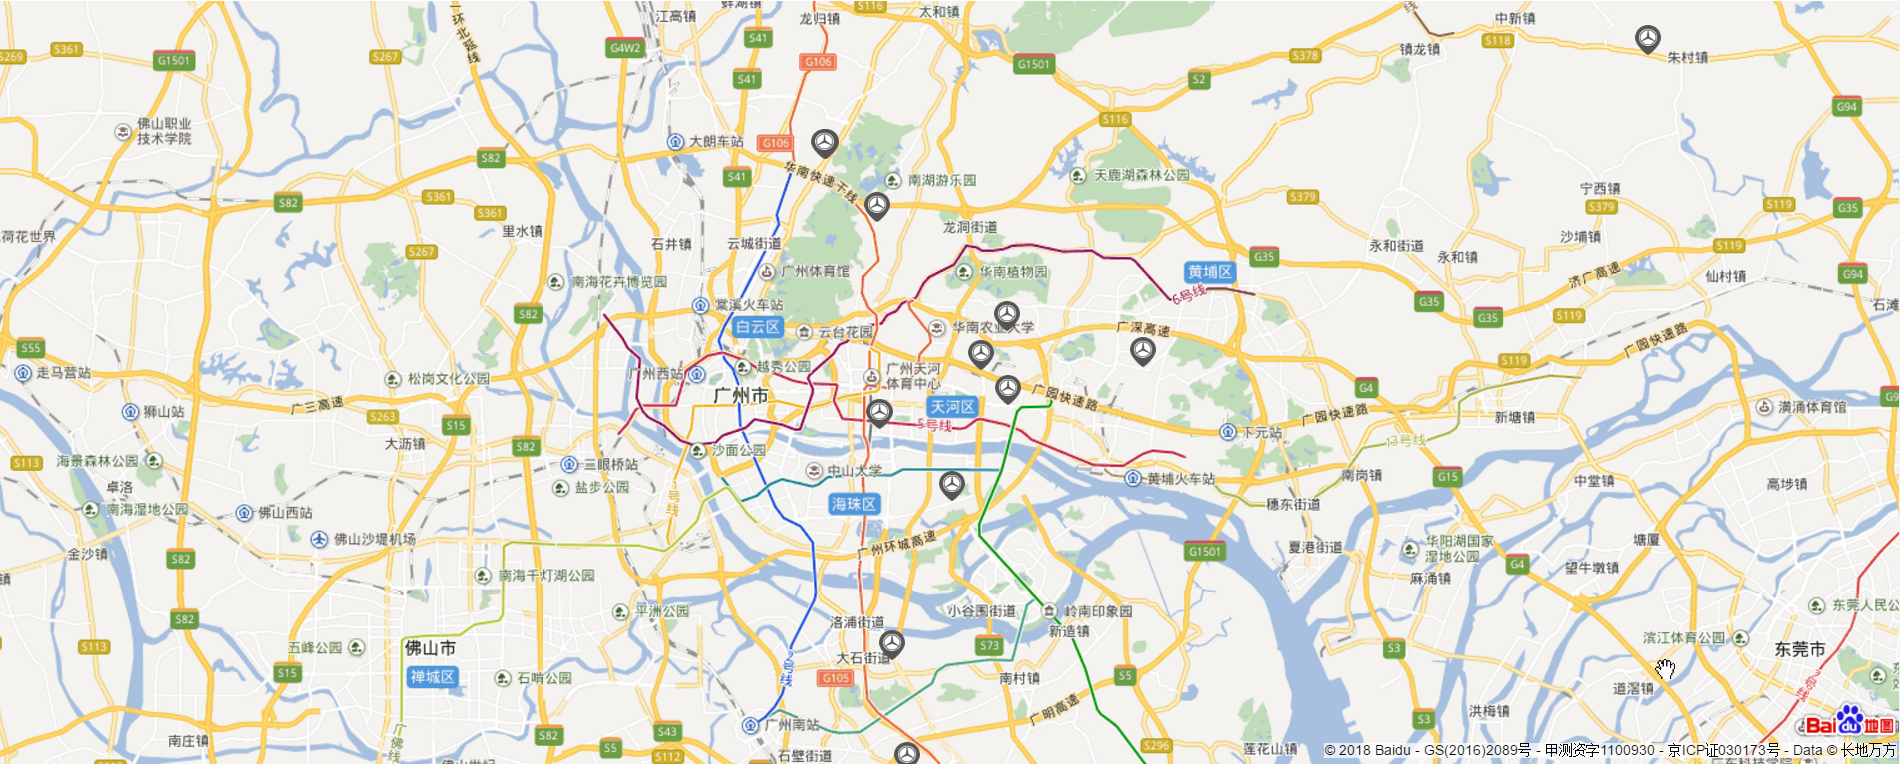 江高镇
龙归镇
S116
太和镇
中新镇
朱村镇
S269
S361
G1501
二环北延线
S267
G4W2
S41
G106
G1501
S41
S2
S378
镇龙镇
S118
G94
佛山职业
技术学院
大朗车站
G106
S116
S82
S41
华南快速干线
南湖游乐园
天鹿湖森林公园
S82
S361
S361
S379
宁西镇
S379
S119
G35
荷花世界
里水镇
石井镇
云城街道
龙洞街道
永和街道
永和镇
沙埔镇
S119
S267
广州体育馆
华南植物园
黄埔区
G35
济广高速
仙村镇
G94
南海花卉博览园
棠溪火车站
6号线
G35
G35
S119
石滩
S82
白云区
云台花园
华南农业大学
广深高速
广园快速路
S55
走马营站
松岗文化公园
广州西站
越秀公园
广州天河
体育中心
S119
G4
广州市
天河区
广园快速路
广园快速路
广三高速
狮山站
S263
S15
大沥镇
S82
5号线
下元站
13号线
新塘镇
潢涌体育馆
沙面公园
S113
海景森林公园
卓洛
三眼桥站
盐步公园
中山大学
黄埔火车站
南岗镇
G15
中堂镇
高埗镇
南海湿地公园
佛山西站
1号线
海珠区
穗东街道
佛山沙堤机场
广州环城高速
G1501
夏港街道
华阳湖国家
湿地公园
塘厦
金沙镇
S82
南海千灯湖公园
G4
望牛墩镇
麻涌镇
平洲公园
小谷围街道
岭南印象园
新造镇
东莞人民公
S82
洛浦街道
S113
五峰公园
佛山市
禅城区
大石街道
S73
S3
滨江体育公园
东莞市
S15
石啃公园
G105
南村镇
S5
道滘镇
2号线
2号线
广佛线
广州南站
广明高速
洪梅镇
S3
南庄镇
S82
S5
S43
S112
石壁街道
S296
莲花山镇
Bai 地图
© 2018 Baidu - GS(2016)2089号 - 甲测资字1100930 - 京ICP证030173号 - Data © 长地万方